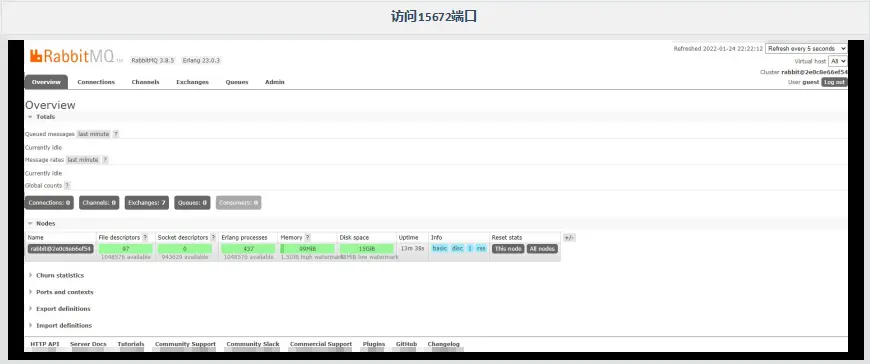 访问15672端口
RabbitMQ TM RabbitMQ 3.8.5 Erlang 23.0.3
Refreshed 2022-01-24 22:22:12 Refresh every 5 seconds
Virtual host All
Cluster rabbit@2e0c8e66ef54
User guest Log out
Overview Connections Channels Exchanges Queues Admin
Overview
Totals
Queued messages last minute ?
Currently idle
Message rates last minute ?
Currently idle
Global counts ?
Connections: 0 Channels: 0 Exchanges: 7 Queues: 0 Consumers: 0
Nodes
Name File descriptors ? Socket descriptors ? Erlang processes Memory ? Disk space Uptime Info Reset stats +/-
rabbit@2e0c8e66ef54 97 0 437 99MiB 15GiB 13m 38s basic disc 1 rss This node All nodes
1048576 available 943629 available 1048576 available 1.5GiB high watermark 48MiB low watermark
Churn statistics
Ports and contexts
Export definitions
Import definitions
HTTP API Server Docs Tutorials Community Support Community Slack Commercial Support Plugins GitHub Changelog